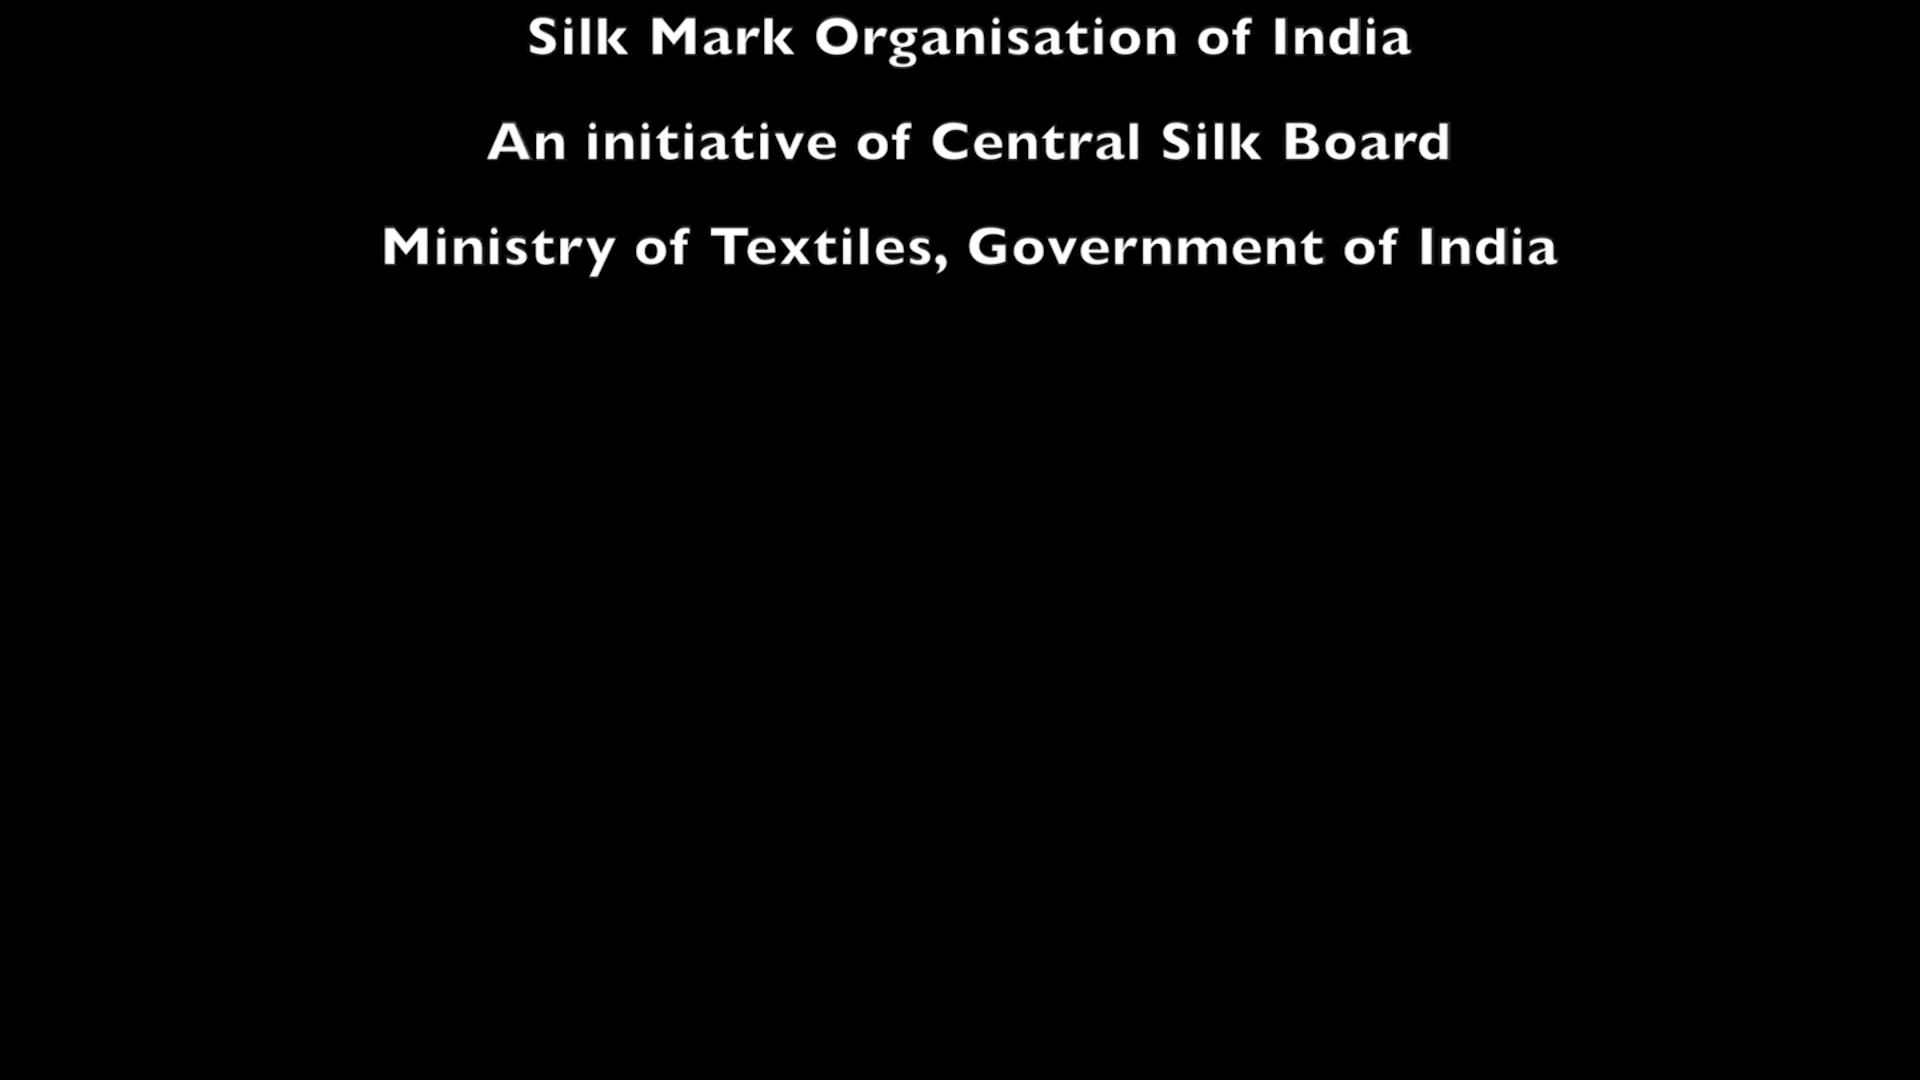 Silk Mark Organisation of India
An initiative of Central Silk Board
Ministry of Textiles, Government of India